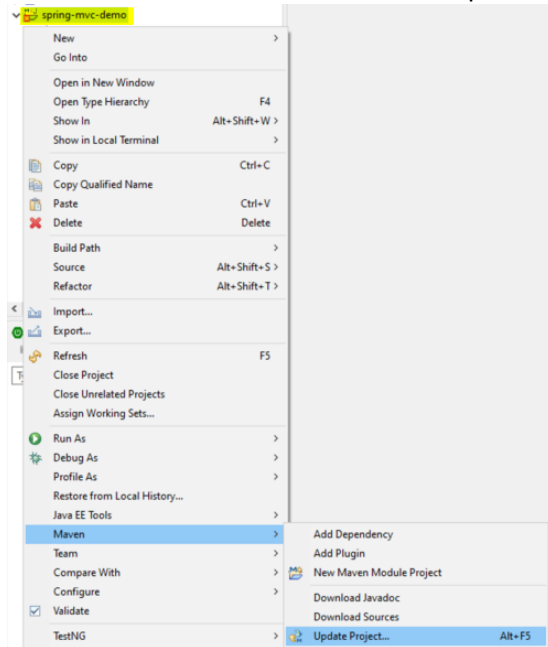 spring-mvc-demo
New
Go Into
Open in New Window
Open Type Hierarchy F4
Show In Alt+Shift+W >
Show in Local Terminal
Copy Ctrl+C
Copy Qualified Name
Paste Ctrl+V
Delete Delete
Build Path
Source Alt+Shift+S >
Refactor Alt+Shift+T >
Import...
Export...
Refresh F5
Close Project
Close Unrelated Projects
Assign Working Sets...
Run As
Debug As
Profile As
Restore from Local History...
Java EE Tools
Maven
Team
Compare With
Configure
Validate
TestNG
Add Dependency
Add Plugin
New Maven Module Project
Download Javadoc
Download Sources
Update Project... Alt+F5